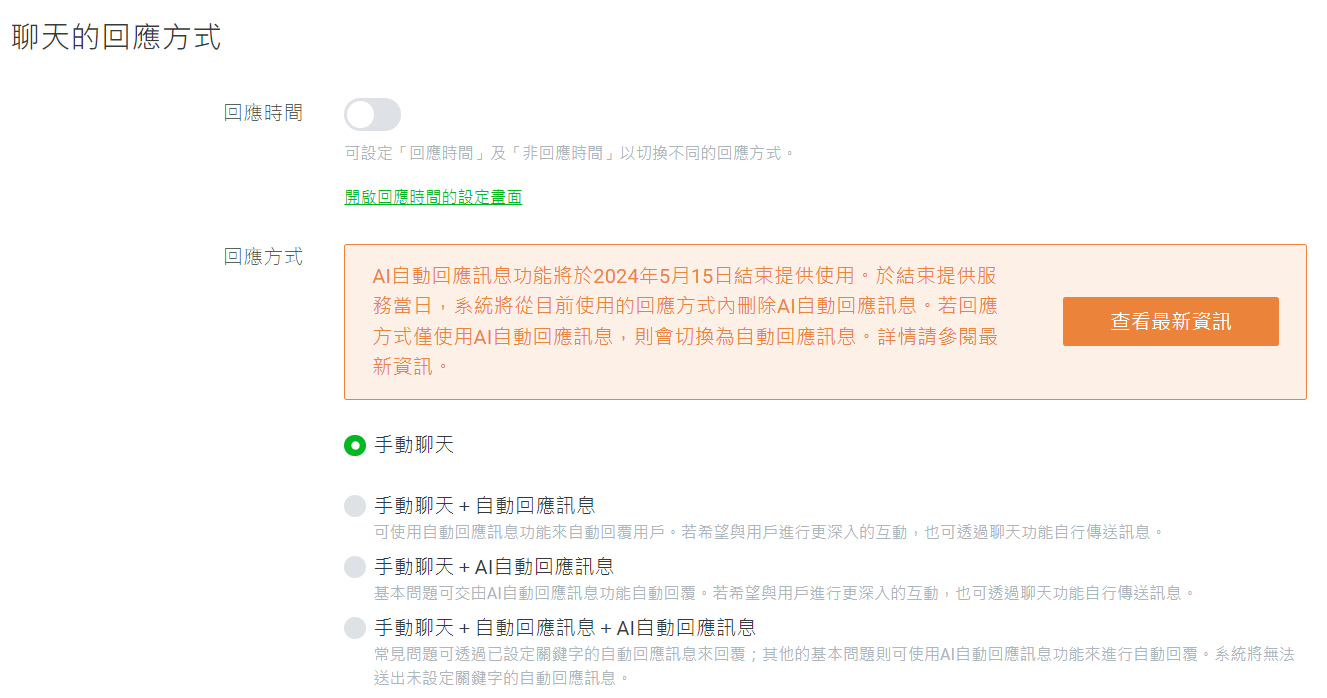 聊天的回應方式
回應時間
可設定「回應時間」及「非回應時間」以切換不同的回應方式。
開啟回應時間的設定畫面
回應方式
AI自動回應訊息功能將於2024年5月15日結束提供使用。於結束提供服
務當日，系統將從目前使用的回應方式內刪除AI自動回應訊息。若回應
方式僅使用AI自動回應訊息，則會切換為自動回應訊息。詳情請參閱最
新資訊。
查看最新資訊
手動聊天
手動聊天 + 自動回應訊息
可使用自動回應訊息功能來自動回覆用戶。若希望與用戶進行更深入的互動，也可透過聊天功能自行傳送訊息。
手動聊天 + AI自動回應訊息
基本問題可交由AI自動回應訊息功能自動回覆。若希望與用戶進行更深入的互動，也可透過聊天功能自行傳送訊息。
手動聊天 + 自動回應訊息 + AI自動回應訊息
常見問題可透過已設定關鍵字的自動回應訊息來回覆；其他的基本問題則可使用AI自動回應訊息功能來進行自動回覆。系統將無法
送出未設定關鍵字的自動回應訊息。